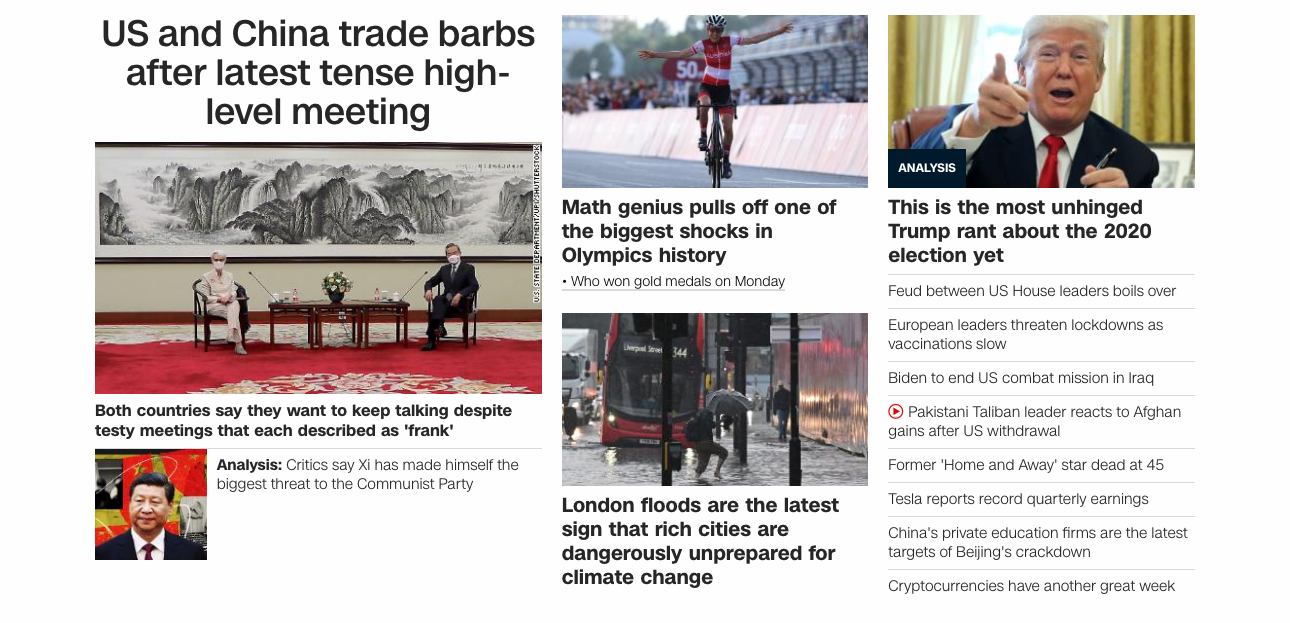 US and China trade barbs
after latest tense high-
level meeting
U.S. STATE DEPARTMENT/UPI/SHUTTERSTOCK
Both countries say they want to keep talking despite
testy meetings that each described as 'frank'
Analysis: Critics say Xi has made himself the
biggest threat to the Communist Party
50
Math genius pulls off one of
the biggest shocks in
Olympics history
• Who won gold medals on Monday
Liverpool Street 344
London floods are the latest
sign that rich cities are
dangerously unprepared for
climate change
ANALYSIS
This is the most unhinged
Trump rant about the 2020
election yet
Feud between US House leaders boils over
European leaders threaten lockdowns as
vaccinations slow
Biden to end US combat mission in Iraq
Pakistani Taliban leader reacts to Afghan
gains after US withdrawal
Former 'Home and Away' star dead at 45
Tesla reports record quarterly earnings
China's private education firms are the latest
targets of Beijing's crackdown
Cryptocurrencies have another great week